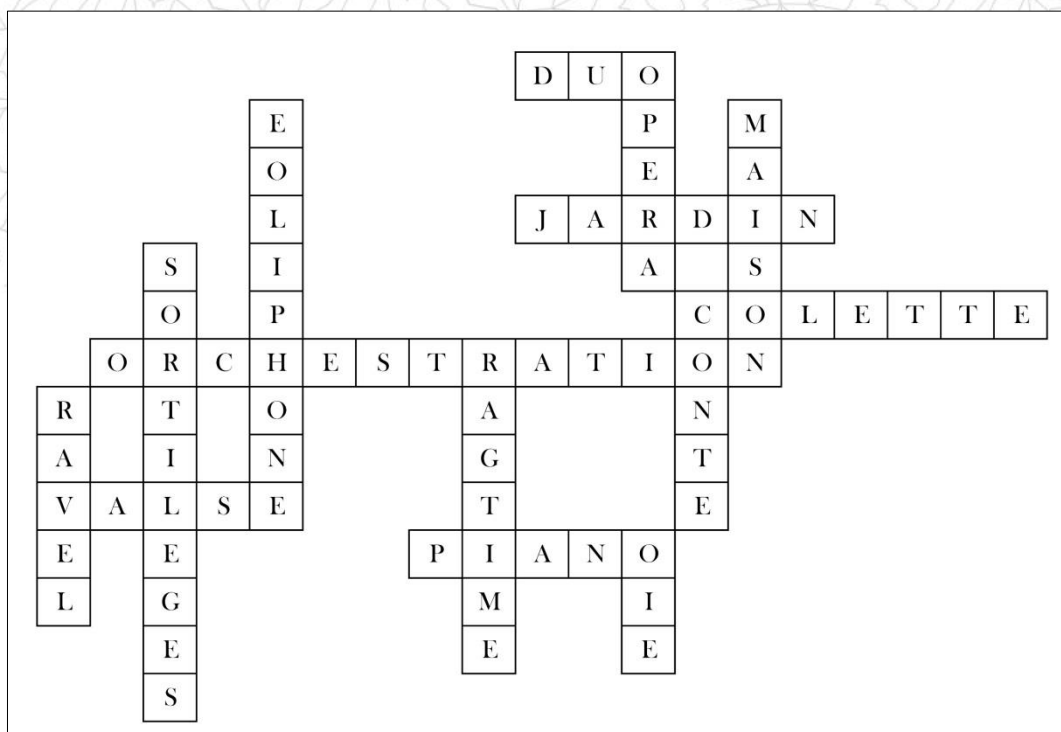 D U O
E P M
O E A
L J A R D I N
S I A S
O P C O L E T T E
O R C H E S T R A T I O N
R T O A N
A I N G T
V A L S E T E
E E P I A N O
L G M I
E E E
S